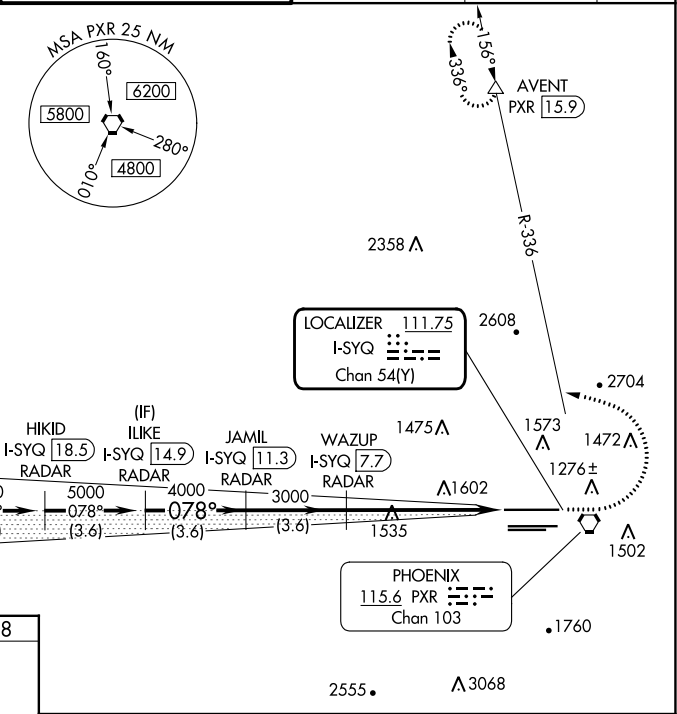 MSA PXR 25 NM
160°
6200
5800
280°
010°
4800
156°
336°
AVENT
PXR 15.9
R-336
2358
LOCALIZER 111.75
I-SYQ
Chan 54(Y)
2608
2704
HIKID
I-SYQ 18.5
RADAR
(IF)
ILIKE
I-SYQ 14.9
RADAR
JAMIL
I-SYQ 11.3
RADAR
WAZUP
I-SYQ 7.7
RADAR
1475
1573
1472
1276±
1602
5000
078°
(3.6)
4000
078°
(3.6)
3000
(3.6)
1535
1502
PHOENIX
115.6 PXR
Chan 103
1760
8
2555
3068